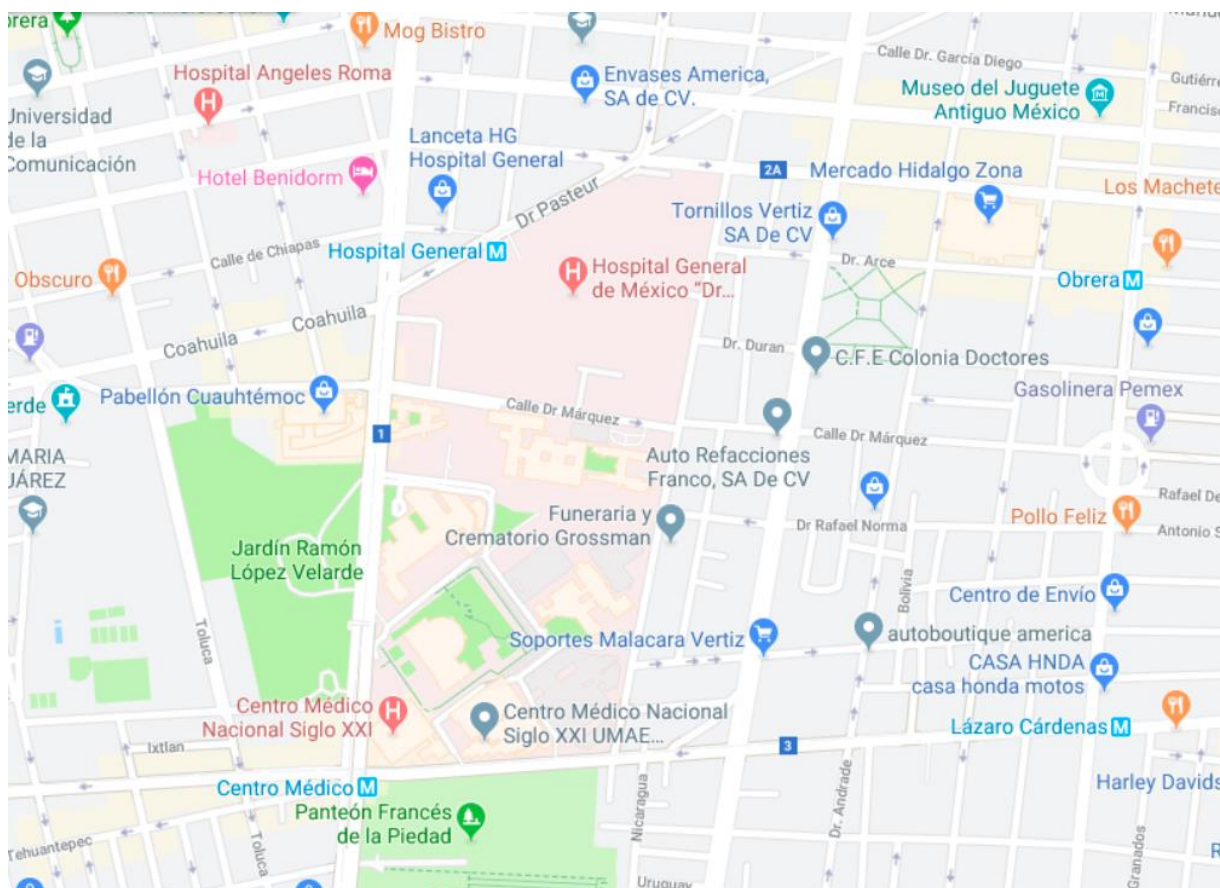 brera
Mog Bistro
Calle Dr. García Diego
Hospital Angeles Roma
Envases America,
SA de CV.
Museo del Juguete
Antiguo México
Gutiérre
Francisc
Universidad
de la
Comunicación
Lanceta HG
Hospital General
Hotel Benidorm
2A
Mercado Hidalgo Zona
Los Machete
Dr Pasteur
Tornillos Vertiz
SA De CV
Calle de Chiapas
Hospital General M
Hospital General
de México “Dr...
Dr. Arce
Obrera M
Obscuro
Coahuila
Coahuila
Dr. Duran
C.F.E Colonia Doctores
erde
Pabellón Cuauhtémoc
Gasolinera Pemex
Calle Dr Márquez
1
Calle Dr Márquez
MARIA
JUÁREZ
Auto Refacciones
Franco, SA De CV
Rafael De
Funeraria y
Crematorio Grossman
Dr Rafael Norma
Pollo Feliz
Antonio S
Jardín Ramón
López Velarde
Bolivia
Centro de Envío
Toluca
Soportes Malacara Vertiz
autoboutique america
CASA HNDA
casa honda motos
Centro Médico
Nacional Siglo XXI
Centro Médico Nacional
Siglo XXI UMAE...
Lázaro Cárdenas M
Ixtlan
3
Centro Médico M
Harley Davids
Panteón Francés
de la Piedad
Nicaragua
Dr. Andrade
Tehuantepec
Toluca
Granados
R
Uruguay